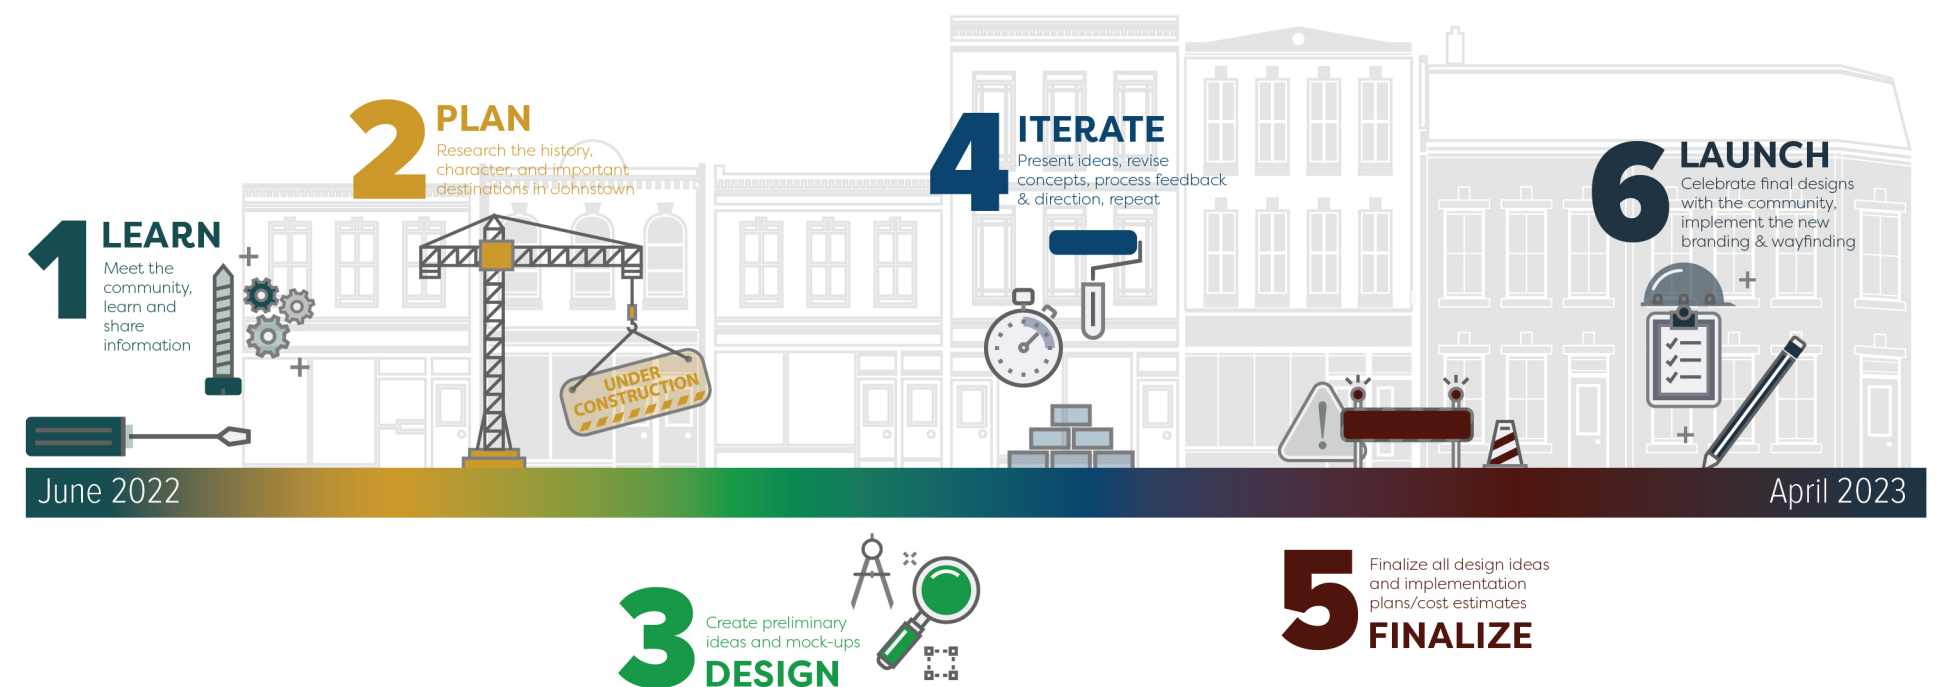 1
LEARN
Meet the
community,
learn and
share
information
2
PLAN
Research the history,
character, and important
destinations in Johnstown
UNDER
CONSTRUCTION
4
ITERATE
Present ideas, revise
concepts, process feedback
& direction, repeat
6
LAUNCH
Celebrate final designs
with the community,
implement the new
branding & wayfinding
!
June 2022
April 2023
3
Create preliminary
ideas and mock-ups
DESIGN
5
Finalize all design ideas
and implementation
plans/cost estimates
FINALIZE